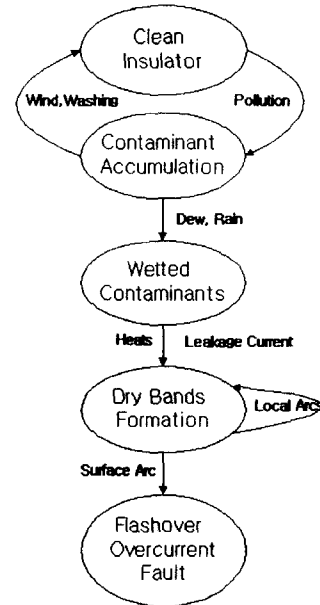 Clean
Insulator
Wind,Washing
Pollution
Contaminant
Accumulation
Dew, Rain
Wetted
Contaminants
Heats
Leakage Current
Dry Bands
Formation
Local Arcs
Surface Arc
Flashover
Overcurrent
Fault